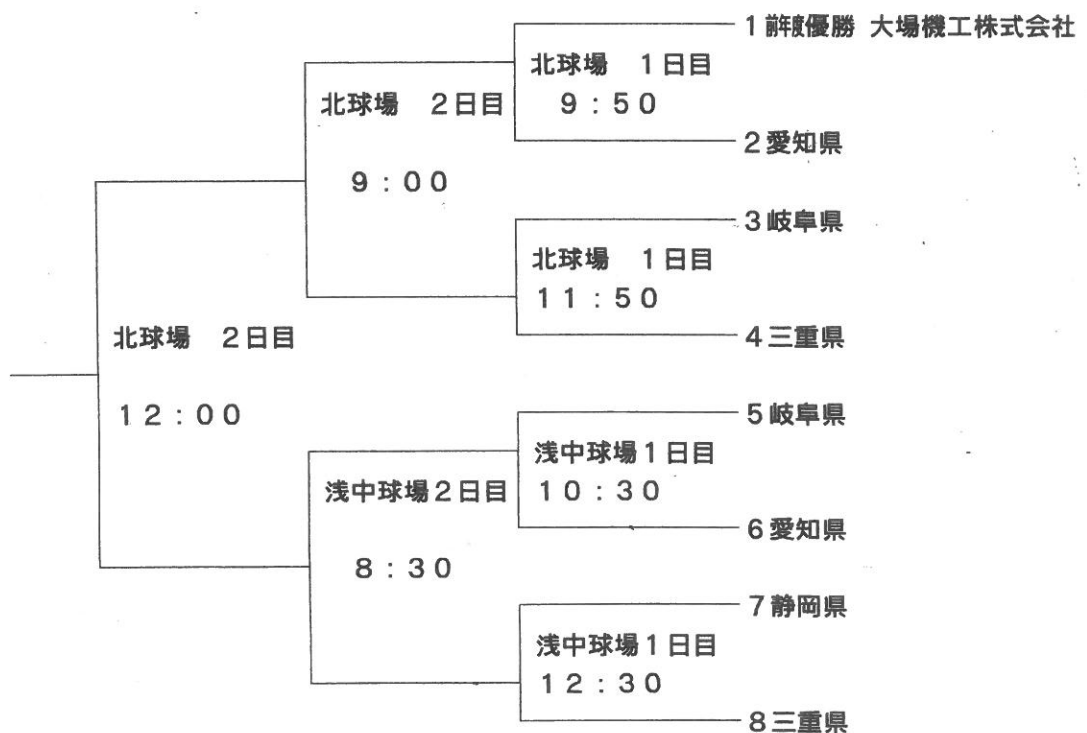 1前年度優勝 大場機工株式会社
北球場 1日目
北球場 2日目
9:50
2愛知県
9:00
3岐阜県
北球場 1日目
11:50
北球場 2日目
4三重県
12:00
5岐阜県
浅中球場1日目
浅中球場2日目
10:30
6愛知県
8:30
7静岡県
浅中球場1日目
12:30
8三重県